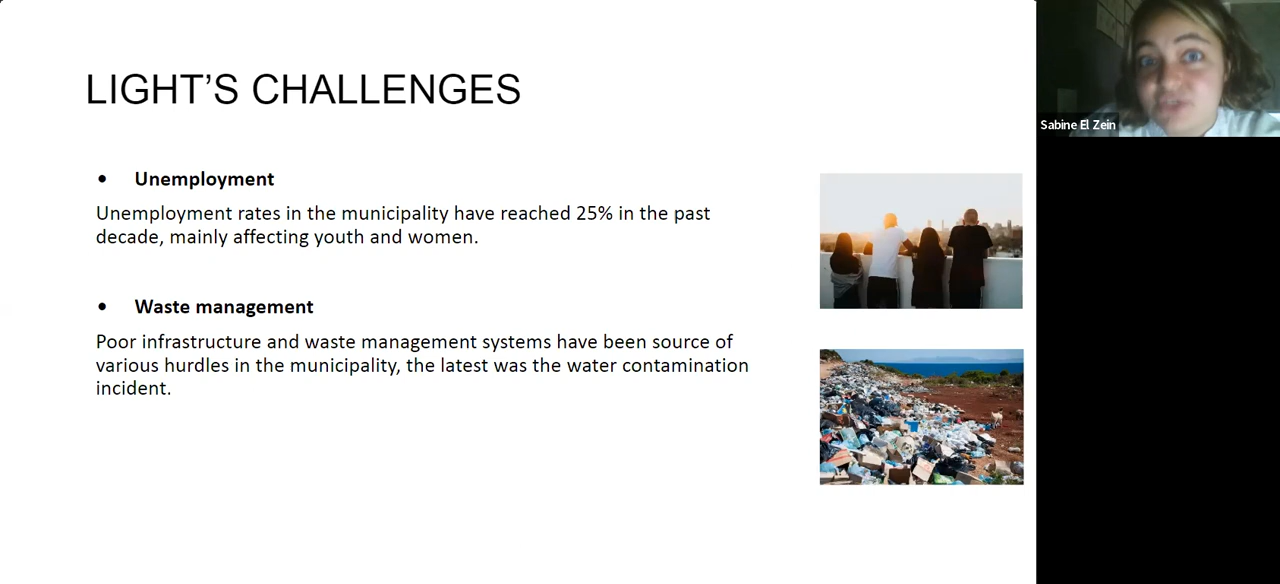 LIGHT’S CHALLENGES
• Unemployment
Unemployment rates in the municipality have reached 25% in the past
decade, mainly affecting youth and women.
• Waste management
Poor infrastructure and waste management systems have been source of
various hurdles in the municipality, the latest was the water contamination
incident.
Sabine El Zein